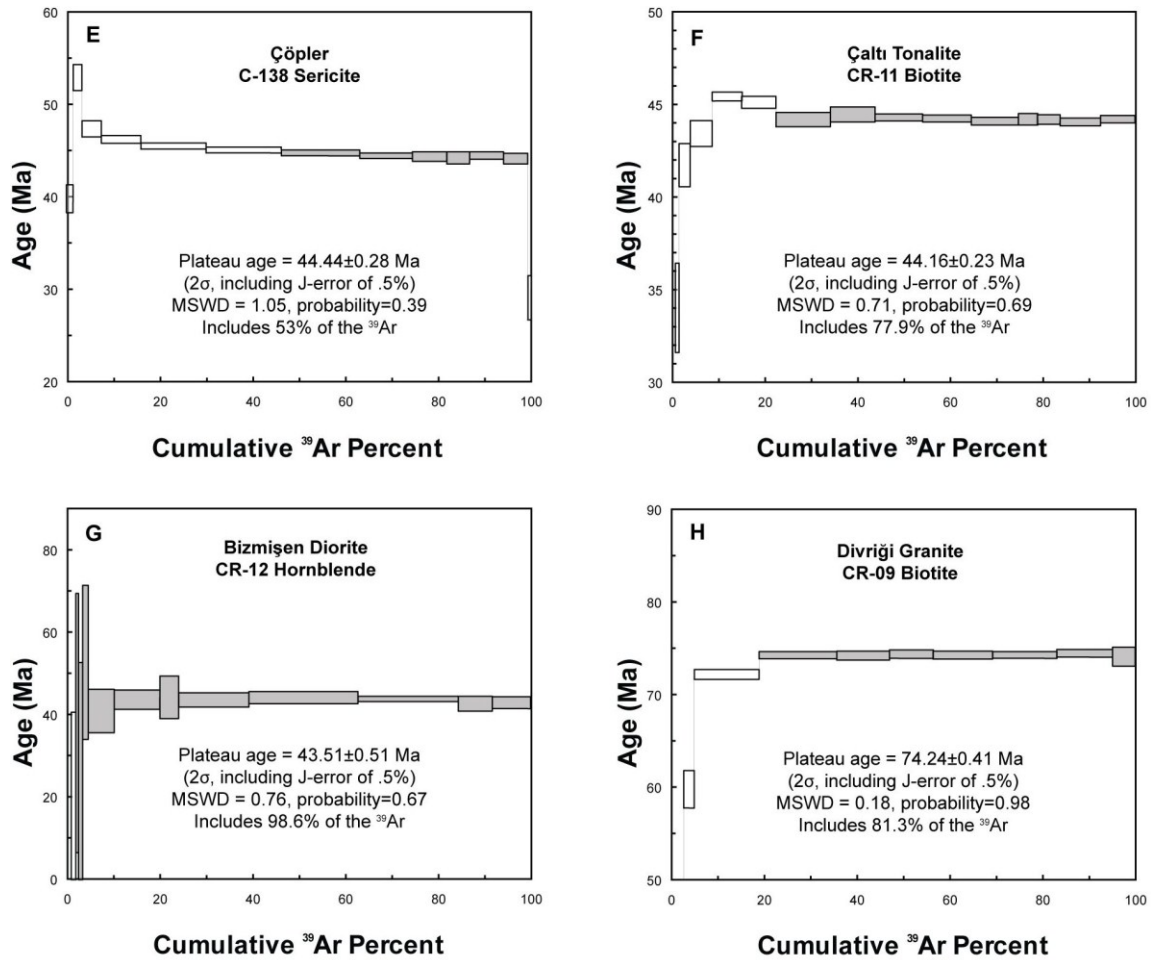 E
Çöpler
C-138 Sericite
Age (Ma)
60
50
40
30
20
Plateau age = 44.44±0.28 Ma
(2σ, including J-error of .5%)
MSWD = 1.05, probability=0.39
Includes 53% of the ³⁹Ar
0 20 40 60 80 100
Cumulative ³⁹Ar Percent
F
Çaltı Tonalite
CR-11 Biotite
Age (Ma)
50
45
40
35
30
Plateau age = 44.16±0.23 Ma
(2σ, including J-error of .5%)
MSWD = 0.71, probability=0.69
Includes 77.9% of the ³⁹Ar
0 20 40 60 80 100
Cumulative ³⁹Ar Percent
G
Bizmişen Diorite
CR-12 Hornblende
Age (Ma)
80
60
40
20
0
Plateau age = 43.51±0.51 Ma
(2σ, including J-error of .5%)
MSWD = 0.76, probability=0.67
Includes 98.6% of the ³⁹Ar
0 20 40 60 80 100
Cumulative ³⁹Ar Percent
H
Divriği Granite
CR-09 Biotite
Age (Ma)
90
80
70
60
50
Plateau age = 74.24±0.41 Ma
(2σ, including J-error of .5%)
MSWD = 0.18, probability=0.98
Includes 81.3% of the ³⁹Ar
0 20 40 60 80 100
Cumulative ³⁹Ar Percent